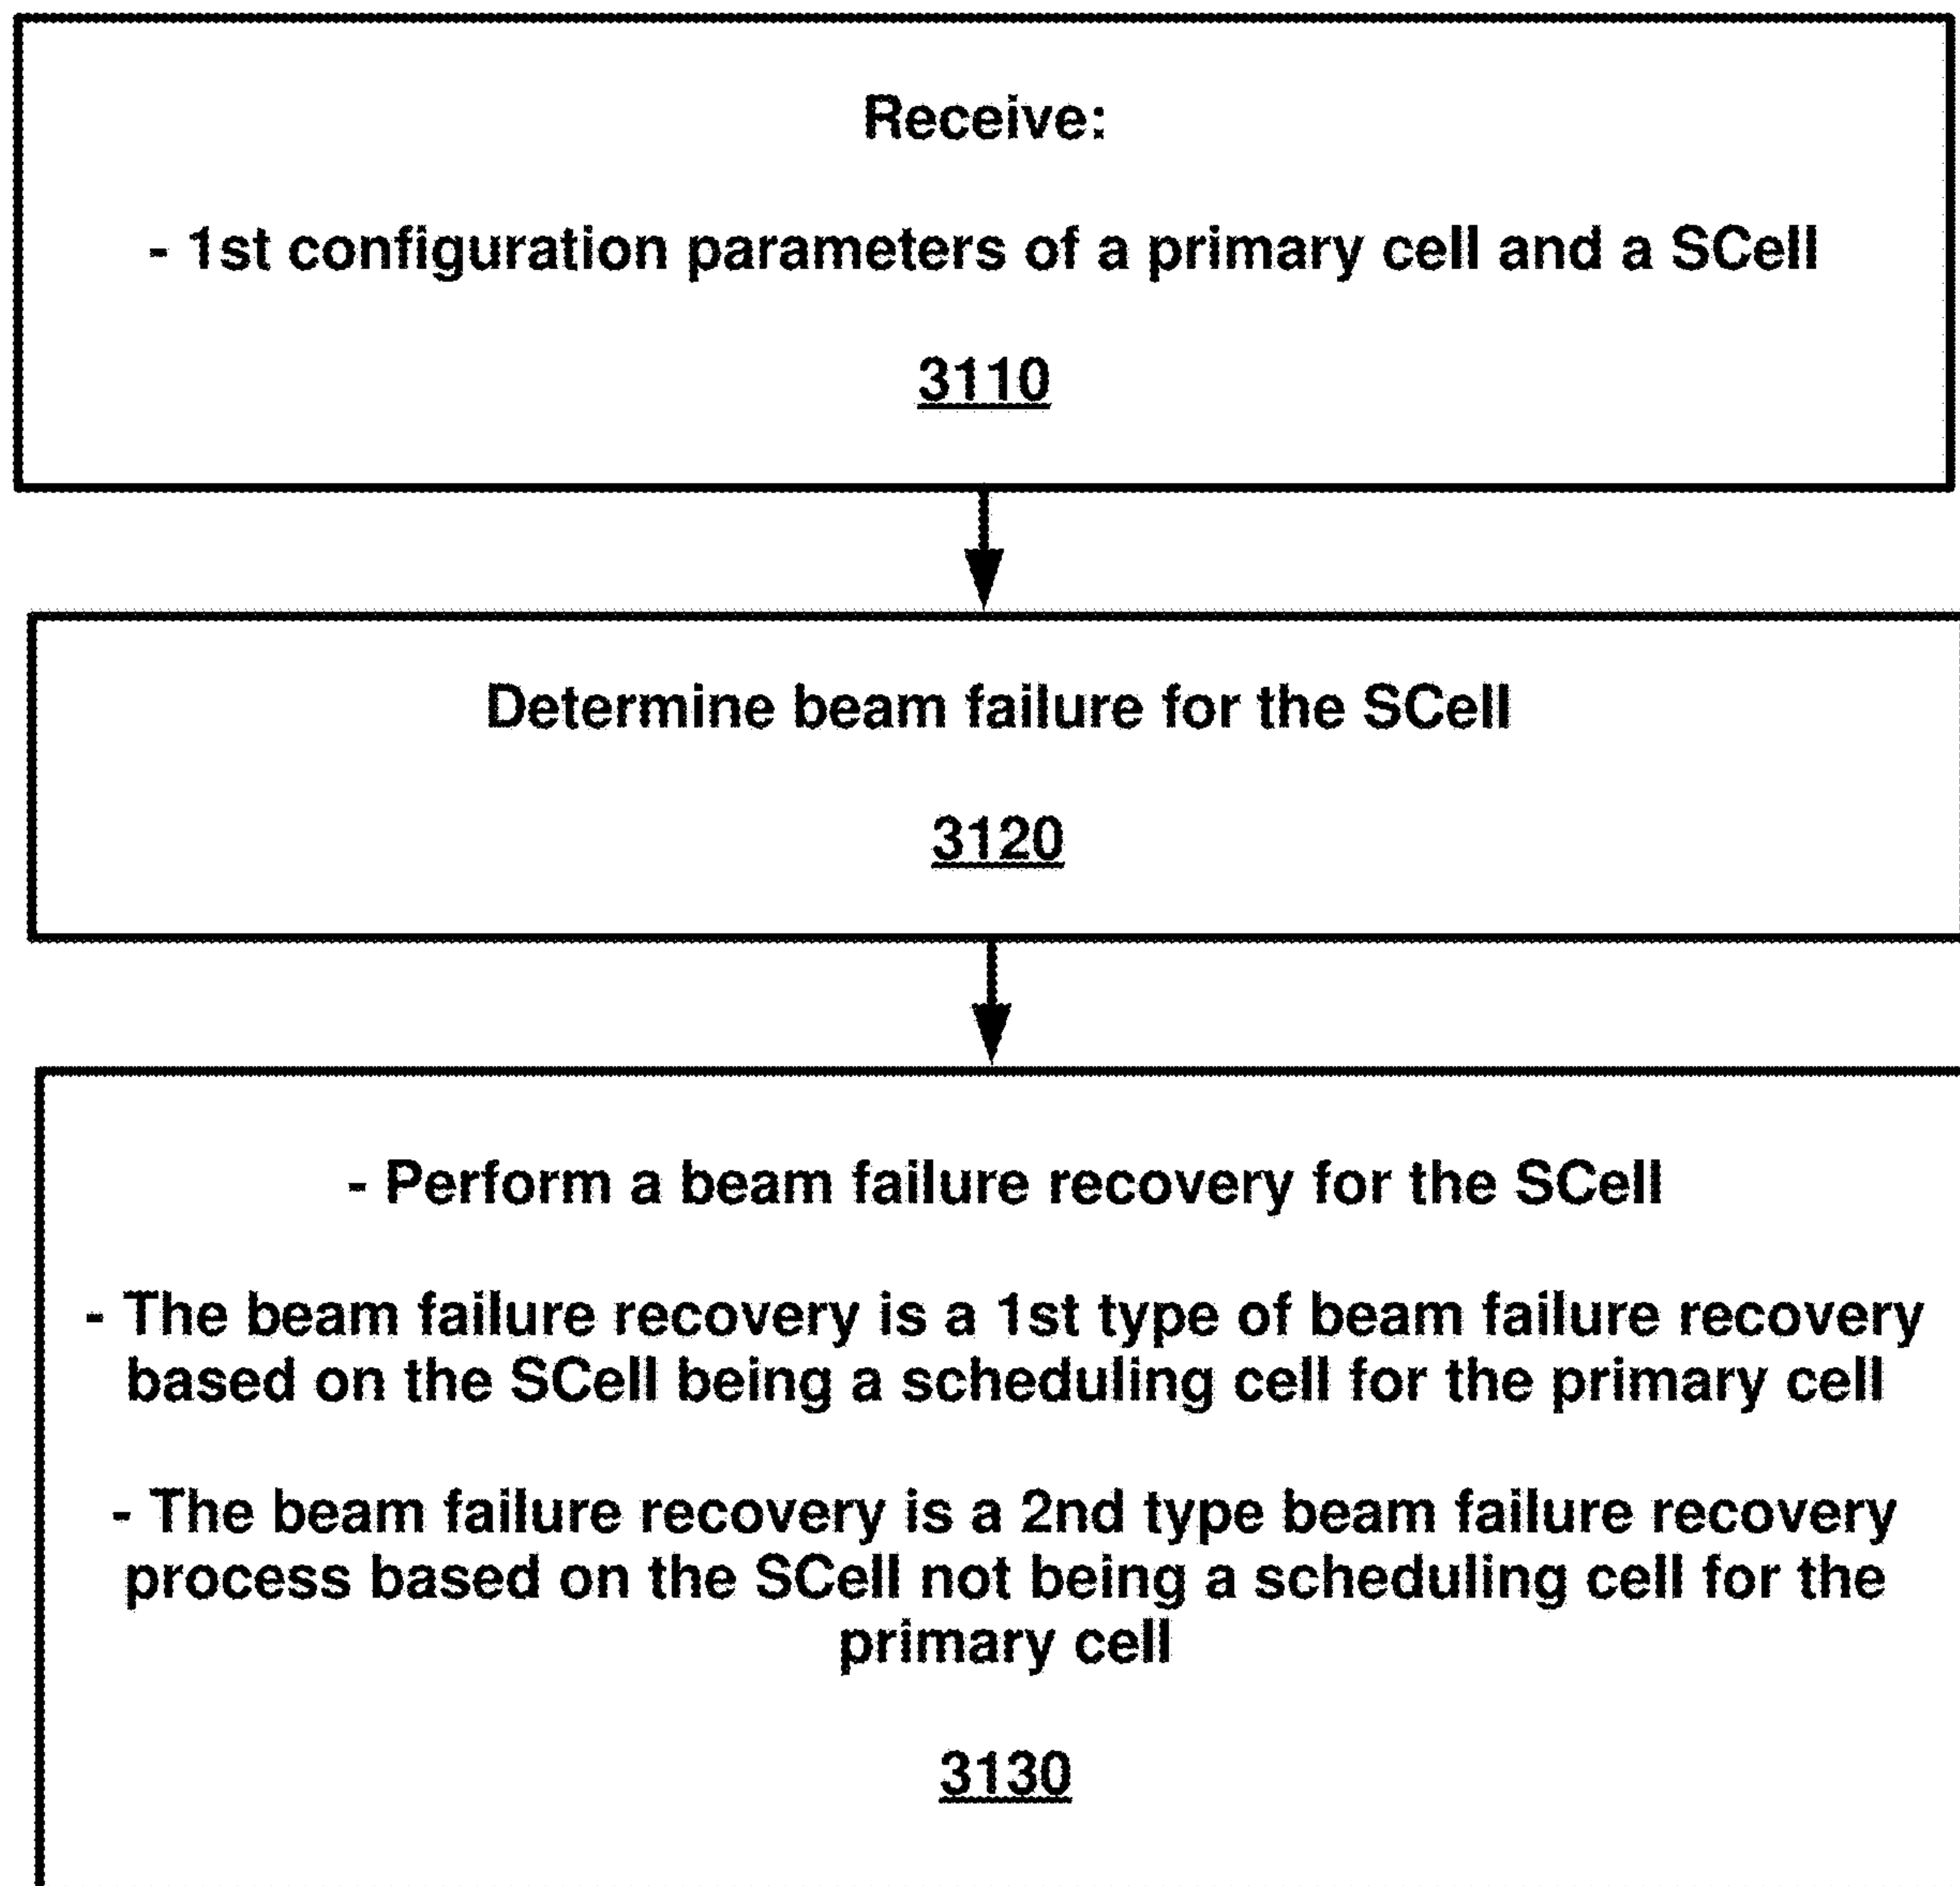 Receive:
- 1st configuration parameters of a primary cell and a SCell
3110
Determine beam failure for the SCell
3120
- Perform a beam failure recovery for the SCell
- The beam failure recovery is a 1st type of beam failure recovery
based on the SCell being a scheduling cell for the primary cell
- The beam failure recovery is a 2nd type beam failure recovery
process based on the SCell not being a scheduling cell for the
primary cell
3130